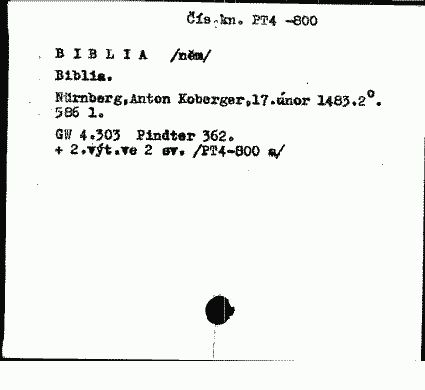 Čís.kn. PT4 -800
B I B L I A /něm/
Biblia.
Nürnberg,Anton Koberger,17.únor 1483.2°.
586 l.
GW 4.303 Pindter 362.
+ 2.výt.ve 2 sv. /PT4-800 a/